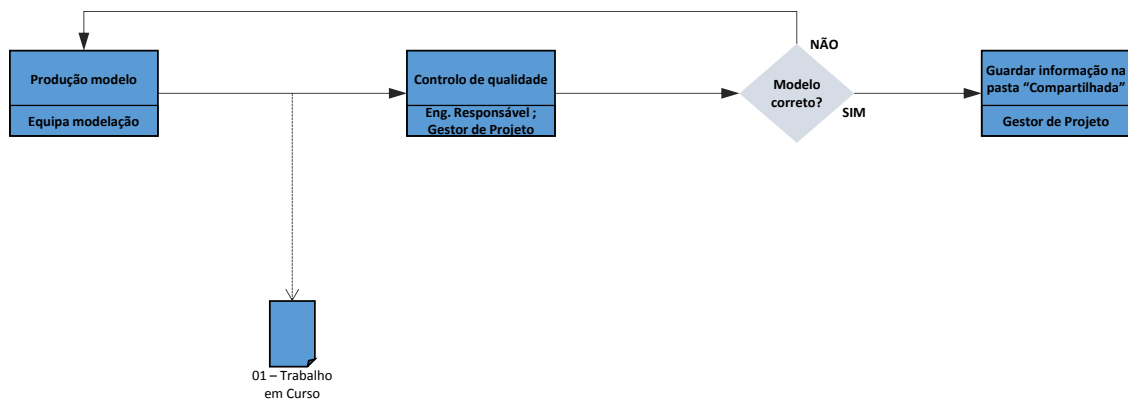 NÃO
Produção modelo
Equipa modelação
Controlo de qualidade
Eng. Responsável ;
Gestor de Projeto
Modelo
correto?
SIM
Guardar informação na
pasta “Compartilhada”
Gestor de Projeto
01 – Trabalho
em Curso